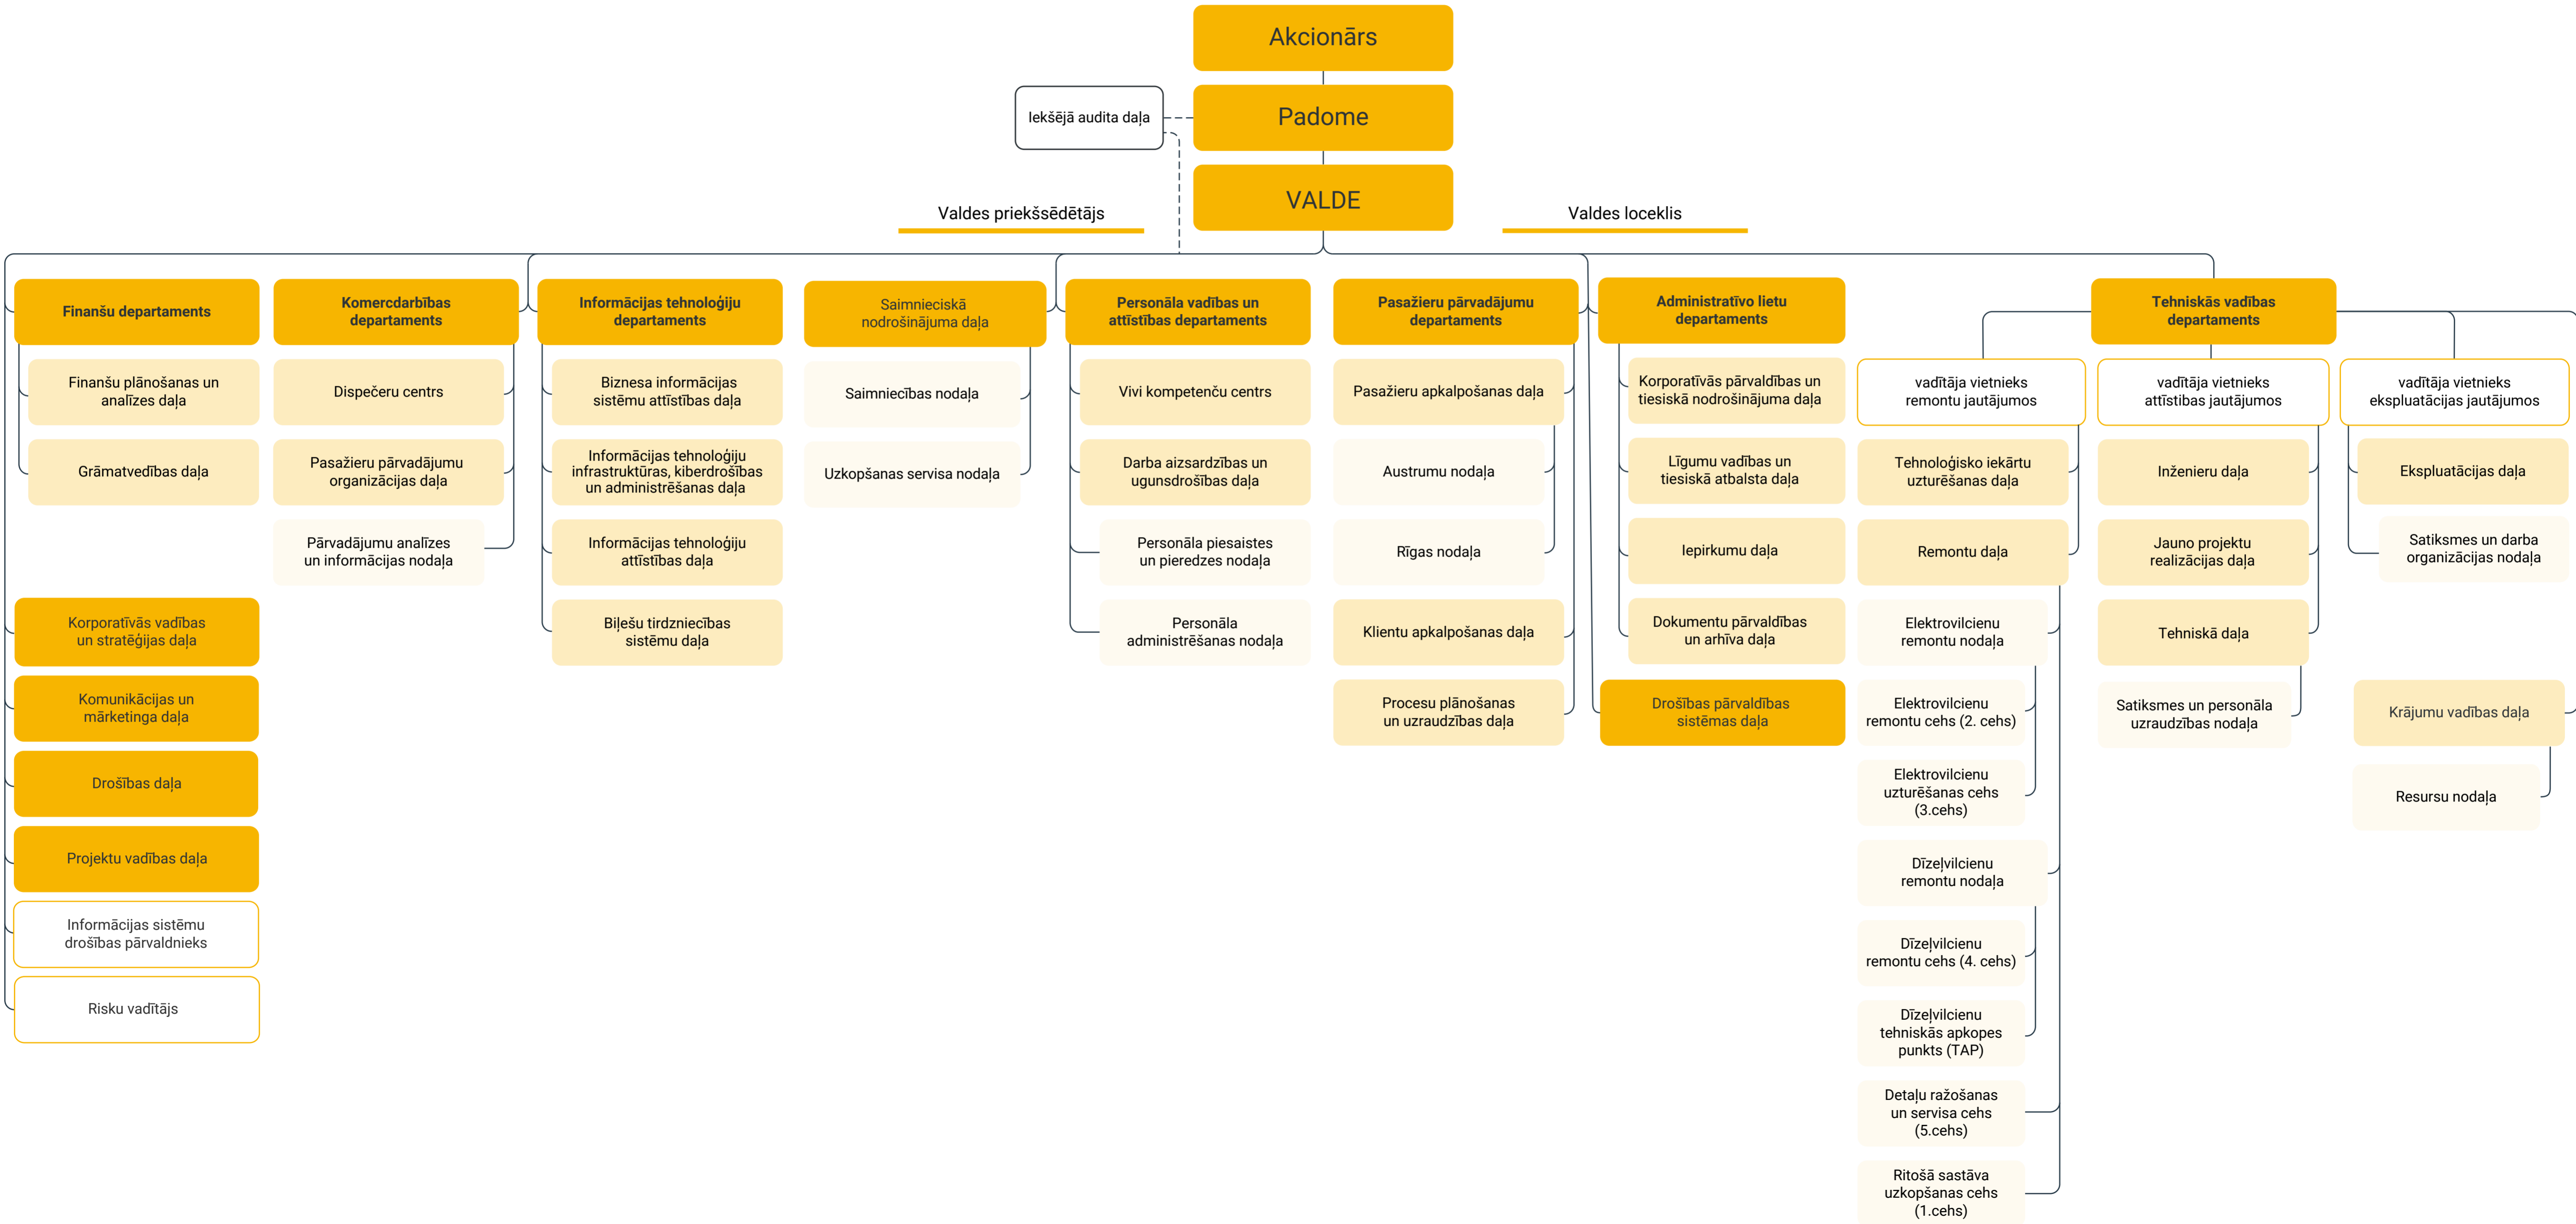 Akcionārs
Iekšējā audita daļa
Padome
VALDE
Valdes priekšsēdētājs
Valdes loceklis
Finanšu departaments
Finanšu plānošanas un
analīzes daļa
Grāmatvedības daļa
Korporatīvās vadības
un stratēģijas daļa
Komunikācijas un
mārketinga daļa
Drošības daļa
Projektu vadības daļa
Informācijas sistēmu
drošības pārvaldnieks
Risku vadītājs
Komercdarbības
departaments
Dispečeru centrs
Pasažieru pārvadājumu
organizācijas daļa
Pārvadājumu analīzes
un informācijas nodaļa
Informācijas tehnoloģiju
departaments
Biznesa informācijas
sistēmu attīstības daļa
Informācijas tehnoloģiju
infrastruktūras, kiberdrošības
un administrēšanas daļa
Informācijas tehnoloģiju
attīstības daļa
Biļešu tirdzniecības
sistēmu daļa
Saimnieciskā
nodrošinājuma daļa
Saimniecības nodaļa
Uzkopšanas servisa nodaļa
Personāla vadības un
attīstības departaments
Vivi kompetenču centrs
Darba aizsardzības un
ugunsdrošības daļa
Personāla piesaistes
un pieredzes nodaļa
Personāla
administrēšanas nodaļa
Pasažieru pārvadājumu
departaments
Pasažieru apkalpošanas daļa
Austrumu nodaļa
Rīgas nodaļa
Klientu apkalpošanas daļa
Procesu plānošanas
un uzraudzības daļa
Administratīvo lietu
departaments
Korporatīvās pārvaldības un
tiesiskā nodrošinājuma daļa
Līgumu vadības un
tiesiskā atbalsta daļa
Iepirkumu daļa
Dokumentu pārvaldības
un arhīva daļa
Drošības pārvaldības
sistēmas daļa
Tehniskās vadības
departaments
vadītāja vietnieks
remontu jautājumos
Tehnoloģisko iekārtu
uzturēšanas daļa
Remontu daļa
Elektrovilcienu
remontu nodaļa
Elektrovilcienu
remontu cehs (2. cehs)
Elektrovilcienu
uzturēšanas cehs
(3.cehs)
Dīzeļvilcienu
remontu nodaļa
Dīzeļvilcienu
remontu cehs (4. cehs)
Dīzeļvilcienu
tehniskās apkopes
punkts (TAP)
Detaļu ražošanas
un servisa cehs
(5.cehs)
Ritošā sastāva
uzkopšanas cehs
(1.cehs)
vadītāja vietnieks
attīstibas jautājumos
Inženieru daļa
Jauno projektu
realizācijas daļa
Tehniskā daļa
Satiksmes un personāla
uzraudzības nodaļa
vadītāja vietnieks
ekspluatācijas jautājumos
Ekspluatācijas daļa
Satiksmes un darba
organizācijas nodaļa
Krājumu vadības daļa
Resursu nodaļa